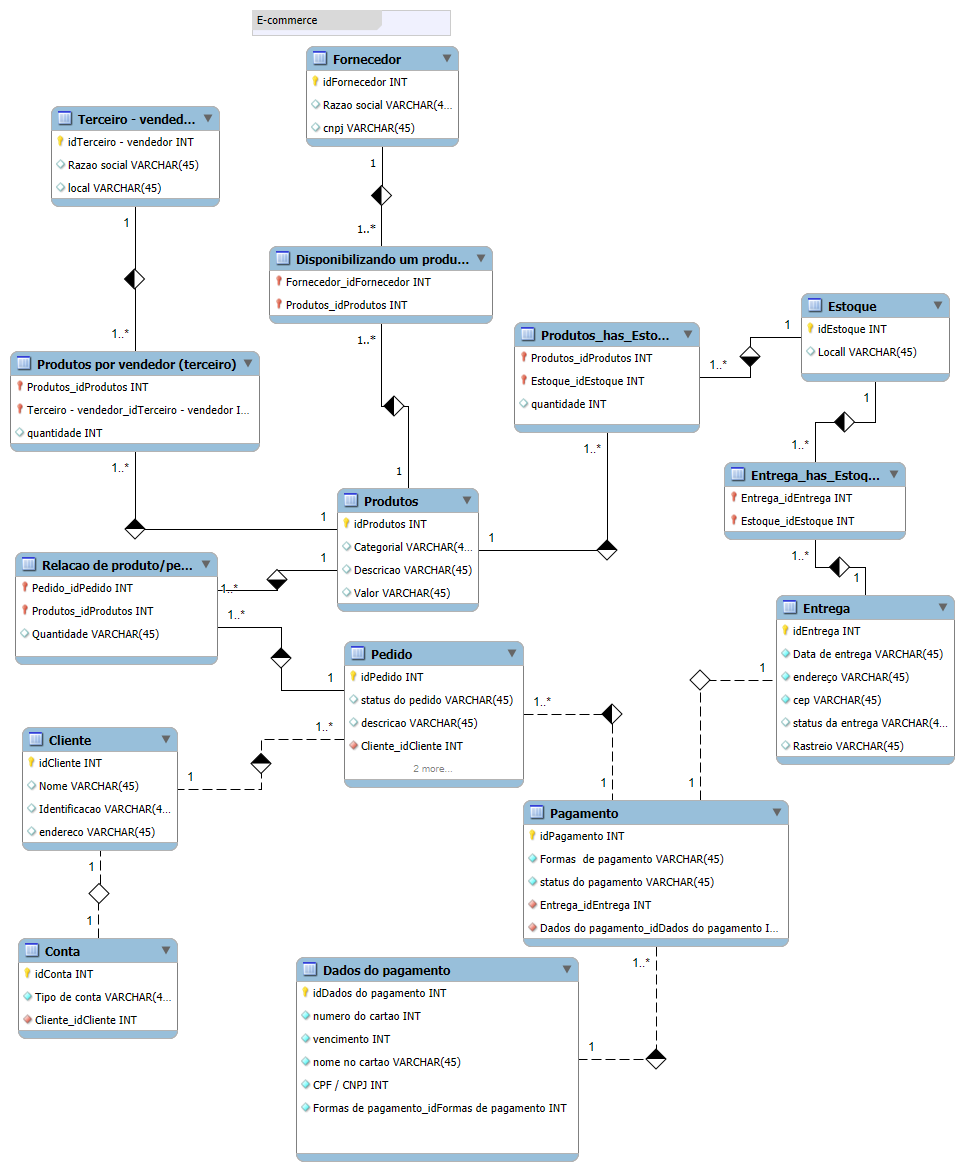 E-commerce
Fornecedor
idFornecedor INT
Razao social VARCHAR(4...
cnpj VARCHAR(45)
1
1..*
Terceiro - vended...
idTerceiro - vendedor INT
Razao social VARCHAR(45)
local VARCHAR(45)
1
1..*
Disponibilizando um produ...
Fornecedor_idFornecedor INT
Produtos_idProdutos INT
1..*
1
Produtos_has_Esto...
Produtos_idProdutos INT
Estoque_idEstoque INT
quantidade INT
1..*
1
1..*
1
Estoque
idEstoque INT
Locall VARCHAR(45)
1
1..*
Produtos por vendedor (terceiro)
Produtos_idProdutos INT
Terceiro - vendedor_idTerceiro - vendedor I...
quantidade INT
1..*
1
Entrega_has_Estoq...
Entrega_idEntrega INT
Estoque_idEstoque INT
1..*
1
Produtos
idProdutos INT
Categorial VARCHAR(4...
Descricao VARCHAR(45)
Valor VARCHAR(45)
1
1..*
Relacao de produto/pe...
Pedido_idPedido INT
Produtos_idProdutos INT
Quantidade VARCHAR(45)
1..*
1
Entrega
idEntrega INT
Data de entrega VARCHAR(45)
endereço VARCHAR(45)
cep VARCHAR(45)
status da entrega VARCHAR(4...
Rastreio VARCHAR(45)
1
1
Pedido
idPedido INT
status do pedido VARCHAR(45)
descricao VARCHAR(45)
Cliente_idCliente INT
2 more...
1..*
1
1..*
1
Cliente
idCliente INT
Nome VARCHAR(45)
Identificacao VARCHAR(4...
endereco VARCHAR(45)
1
1
Pagamento
idPagamento INT
Formas de pagamento VARCHAR(45)
status do pagamento VARCHAR(45)
Entrega_idEntrega INT
Dados do pagamento_idDados do pagamento I...
1..*
1
Conta
idConta INT
Tipo de conta VARCHAR(4...
Cliente_idCliente INT
Dados do pagamento
idDados do pagamento INT
numero do cartao INT
vencimento INT
nome no cartao VARCHAR(45)
CPF / CNPJ INT
Formas de pagamento_idFormas de pagamento INT